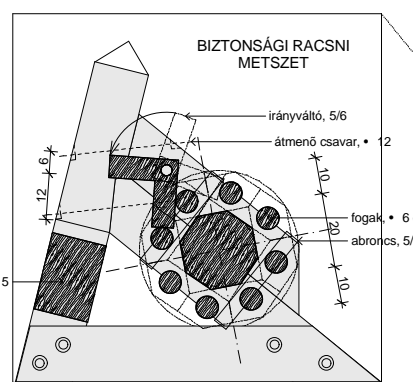 BIZTONSÁGI RACSNI
METSZET
irányváltó, 5/6
átmenő csavar, • 12
6
12
10
20
10
fogak, • 6
abroncs, 5/
5